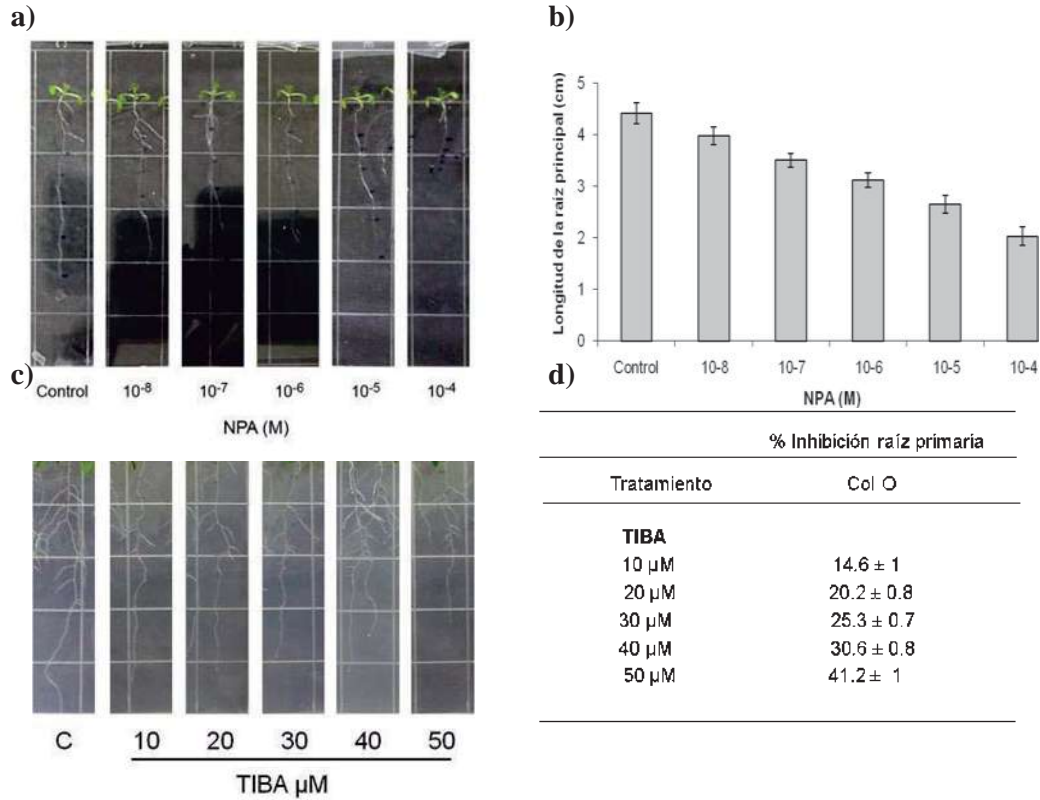 a)
Control 10-8 10-7 10-6 10-5 10-4
NPA (M)
b)
Longitud de la raíz principal (cm)
5
4
3
2
1
0
Control 10-8 10-7 10-6 10-5 10-4
NPA (M)
c)
C 10 20 30 40 50
TIBA µM
d)
% Inhibición raíz primaria
Tratamiento Col O
TIBA
10 µM 14.6 ± 1
20 µM 20.2 ± 0.8
30 µM 25.3 ± 0.7
40 µM 30.6 ± 0.8
50 µM 41.2 ± 1